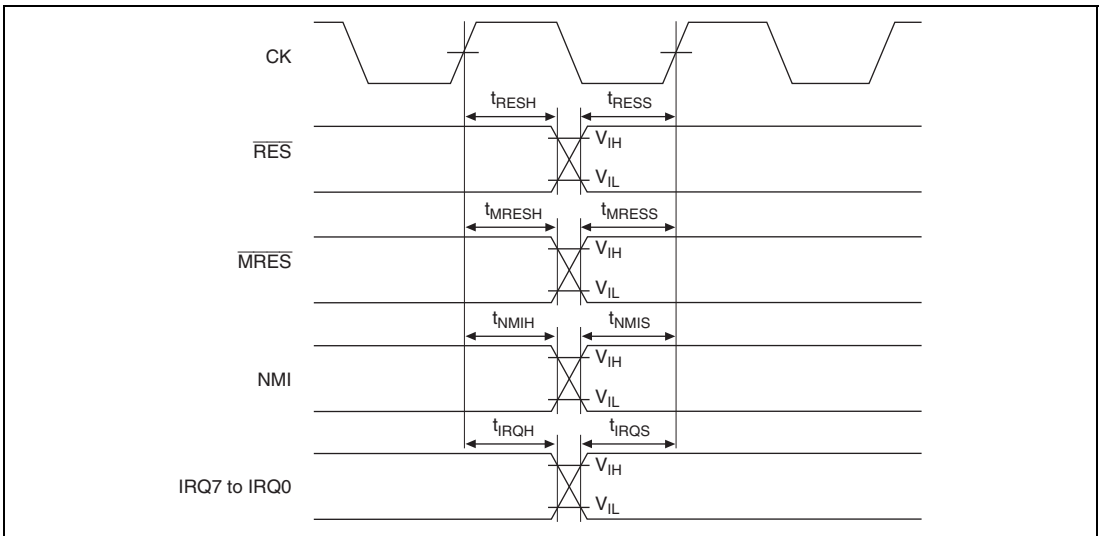 CK
tRESH tRESS
RES
VIH
VIL
tMRESH tMRESS
MRES
VIH
VIL
tNMIH tNMIS
NMI
VIH
VIL
tIRQH tIRQS
IRQ7 to IRQ0
VIH
VIL